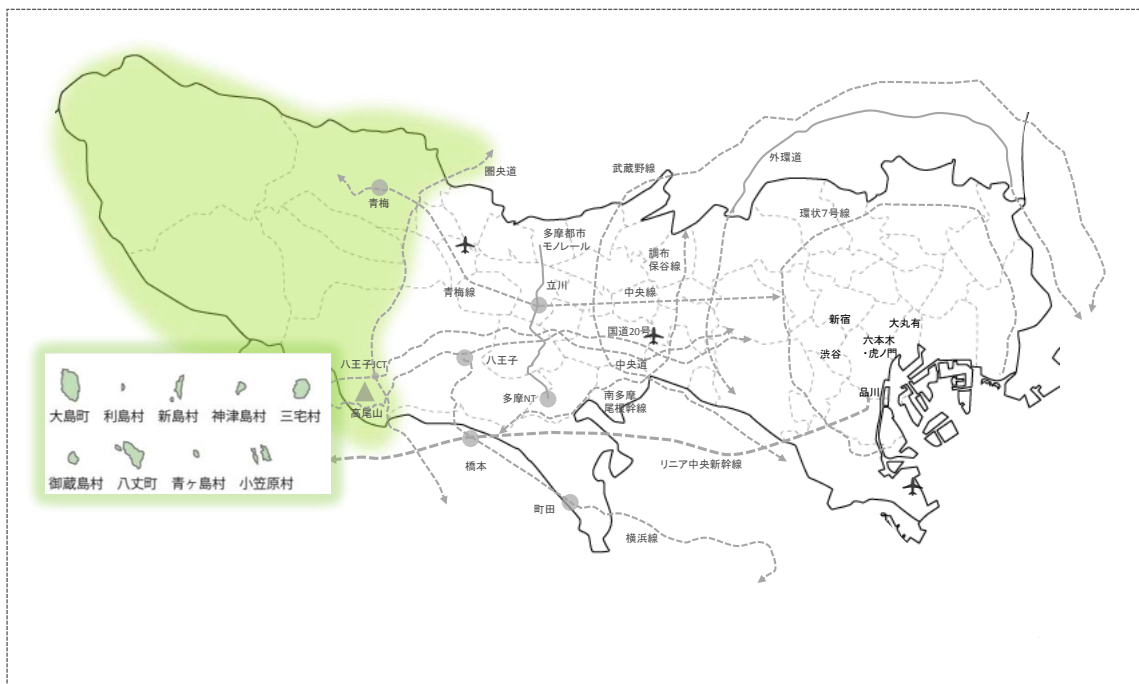 圏央道
武蔵野線
外環道
青梅
環状7号線
多摩都市
モノレール
調布
保谷線
青梅線
立川
中央線
新宿
大丸有
国道20号
六本木
・虎ノ門
渋谷
八王子JCT
八王子
中央道
品川
高尾山
多摩NT
南多摩
尾根幹線
橋本
リニア中央新幹線
町田
横浜線
大島町
利島村
新島村
神津島村
三宅村
御蔵島村
八丈町
青ヶ島村
小笠原村